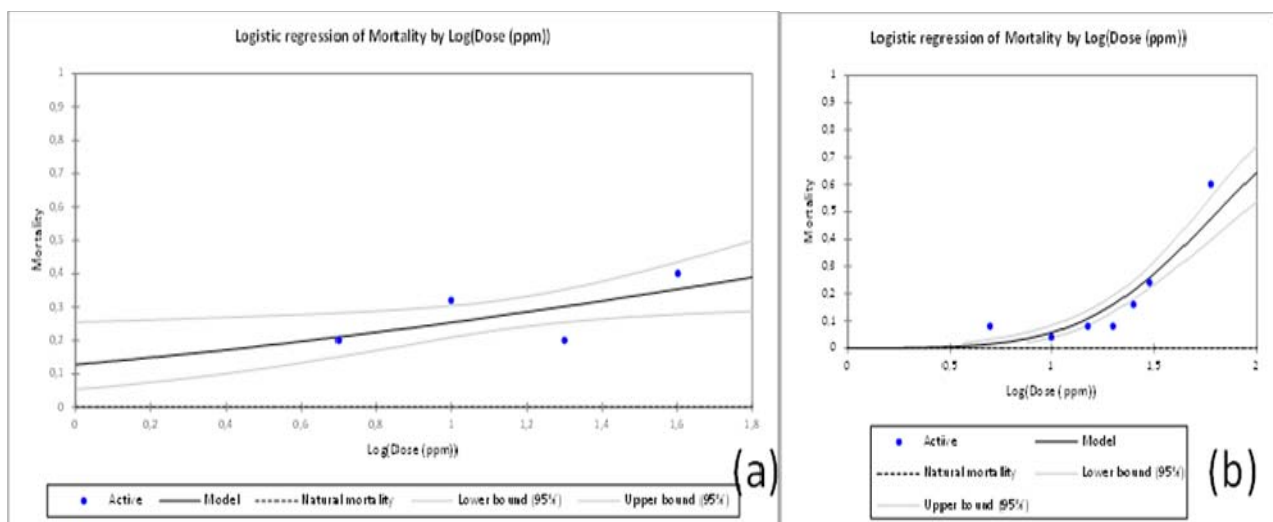 Logistic regression of Mortality by Log(Dose (ppm))
1
0,9
0,8
0,7
0,6
0,5
0,4
0,3
0,2
0,1
0
Mortality
0 0,2 0,4 0,6 0,8 1 1,2 1,4 1,6 1,8
Log(Dose (ppm))
(a)
Active Model Natural mortality Lower bound (95%) Upper bound (95%)
Logistic regression of Mortality by Log(Dose (ppm))
1
0,9
0,8
0,7
0,6
0,5
0,4
0,3
0,2
0,1
0
Mortality
0 0,5 1 1,5 2
Log(Dose (ppm))
Active Model
Natural mortality Lower bound (95%)
Upper bound (95%)
(b)